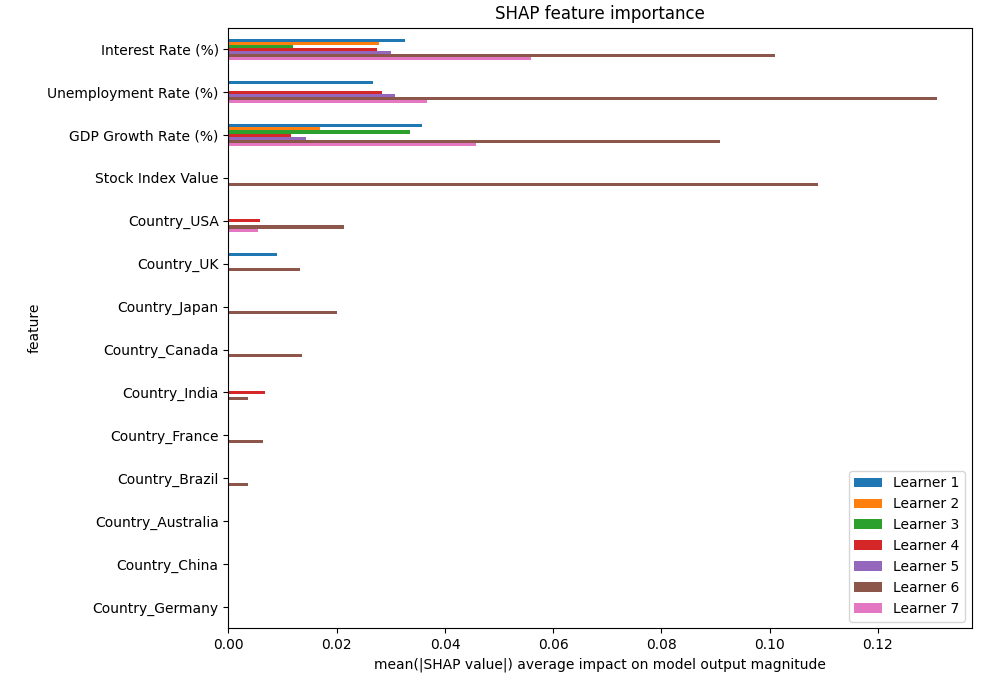 SHAP feature importance
Interest Rate (%)
Unemployment Rate (%)
GDP Growth Rate (%)
Stock Index Value
Country_USA
Country_UK
Country_Japan
Country_Canada
Country_India
Country_France
Country_Brazil
Country_Australia
Country_China
Country_Germany
feature
Learner 1
Learner 2
Learner 3
Learner 4
Learner 5
Learner 6
Learner 7
0.00 0.02 0.04 0.06 0.08 0.10 0.12
mean(|SHAP value|) average impact on model output magnitude